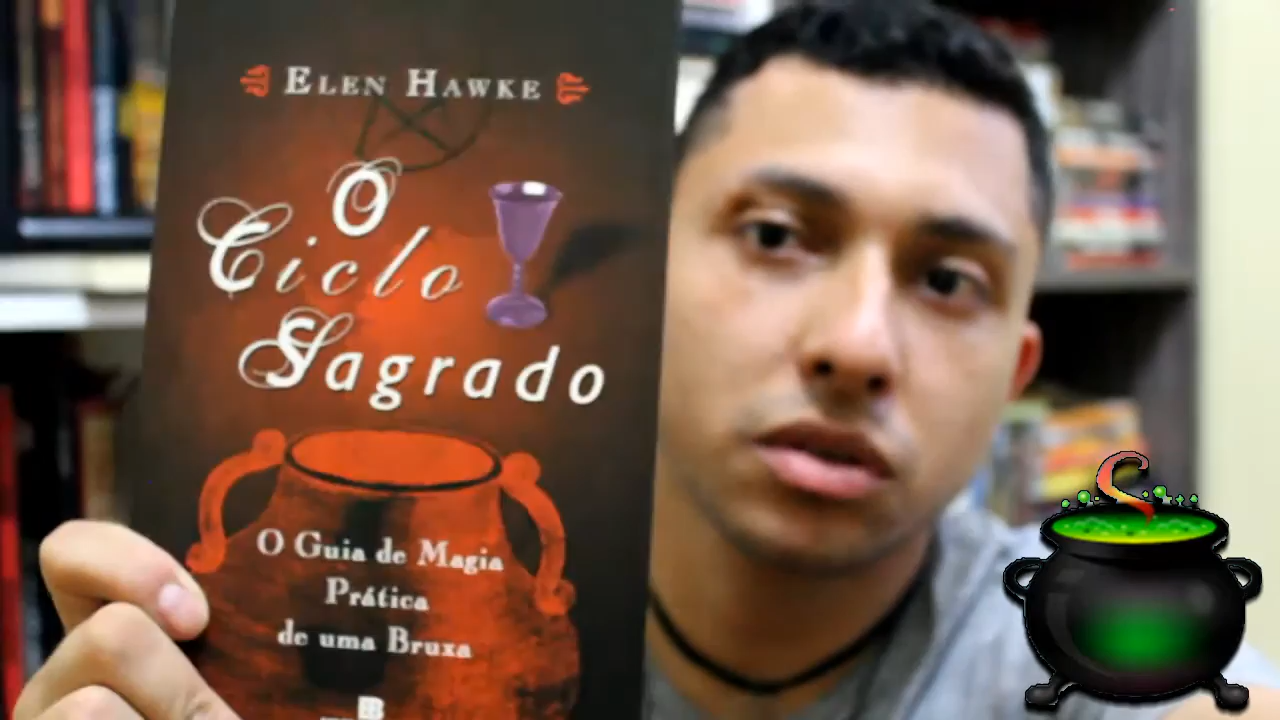 ELEN HAWKE
O
Ciclo
Sagrado
O Guia de Magia
Prática
de uma Bruxa